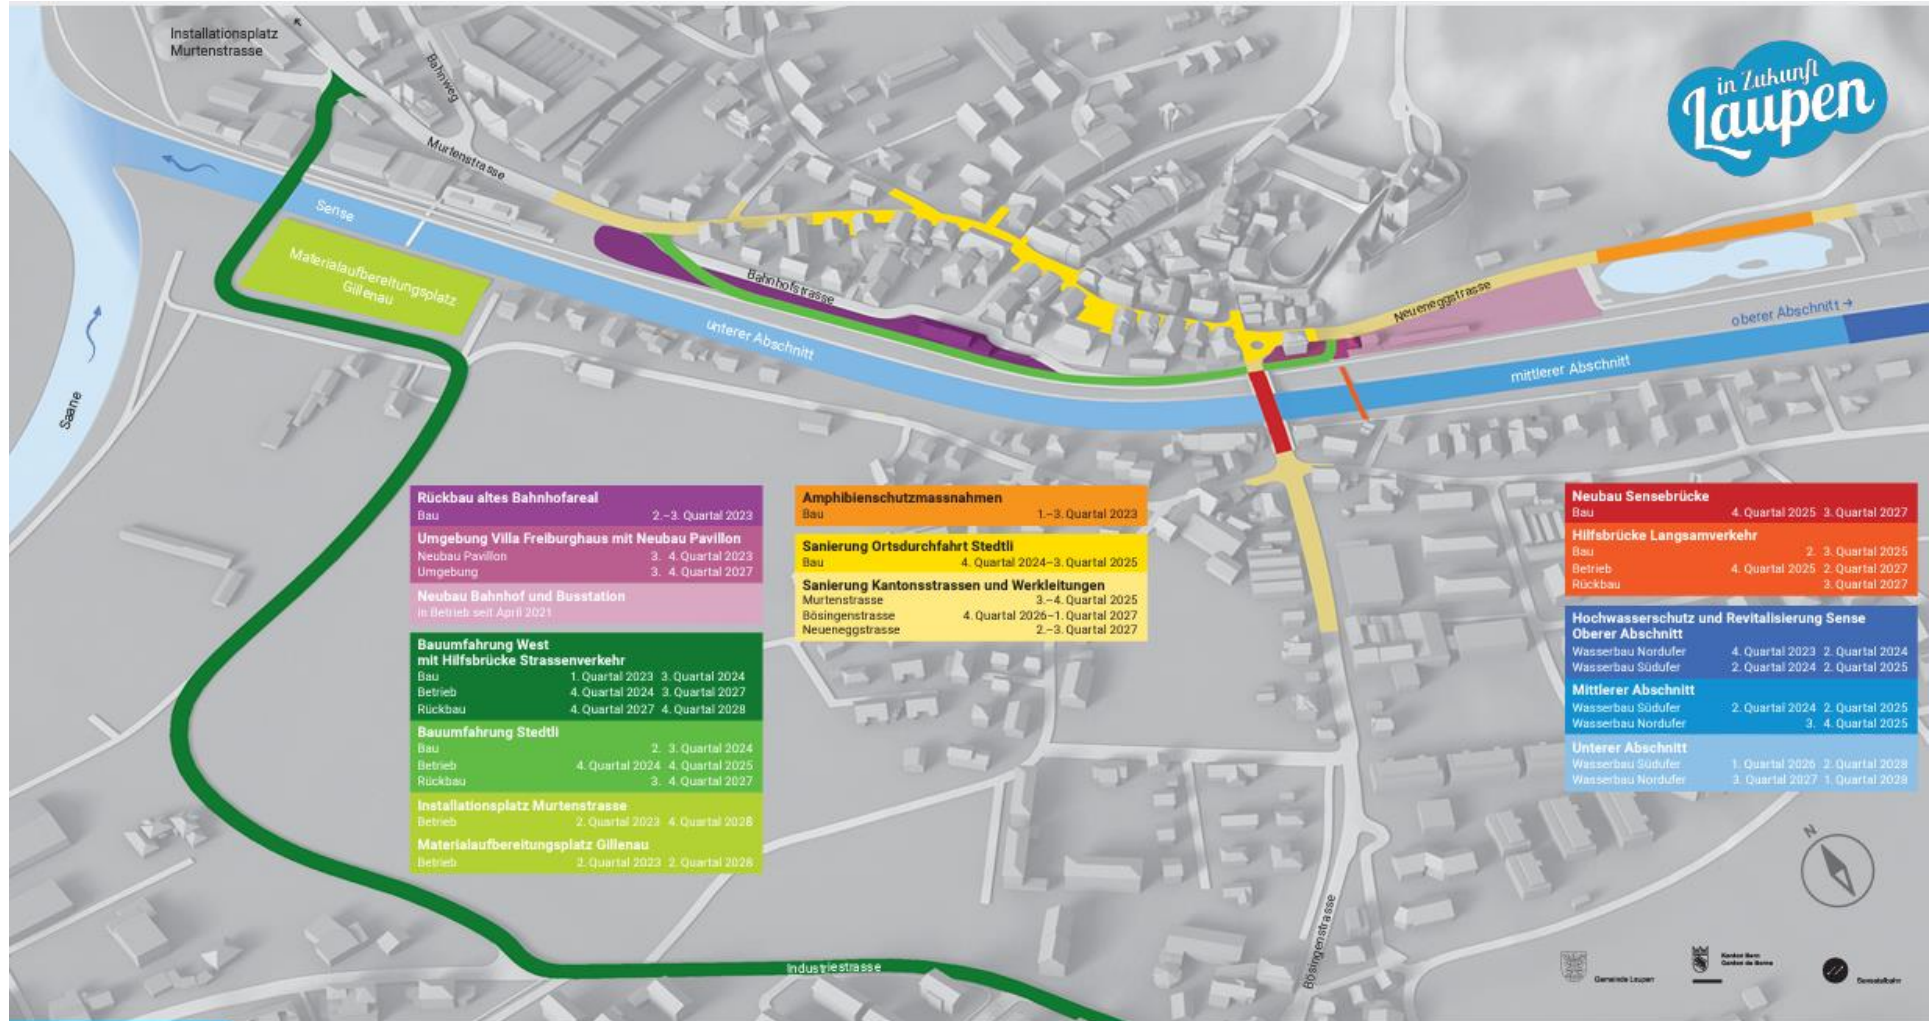 Installationsplatz
Murtenstrasse
Bahnweg
Murtenstrasse
in Zukunft
Laupen
Sense
Materialaufbereitungsplatz
Gillenau
Bahnhofstrasse
unterer Abschnitt
Neueneggstrasse
oberer Abschnitt →
mittlerer Abschnitt
Saane
Rückbau altes Bahnhofareal
Bau 2.–3. Quartal 2023
Umgebung Villa Freiburghaus mit Neubau Pavillon
Neubau Pavillon 3. 4. Quartal 2023
Umgebung 3. 4. Quartal 2027
Neubau Bahnhof und Busstation
in Betrieb seit April 2021
Bauumfahrung West
mit Hilfsbrücke Strassenverkehr
Bau 1. Quartal 2023 3. Quartal 2024
Betrieb 4. Quartal 2024 3. Quartal 2027
Rückbau 4. Quartal 2027 4. Quartal 2028
Bauumfahrung Stedtli
Bau 2. 3. Quartal 2024
Betrieb 4. Quartal 2024 4. Quartal 2025
Rückbau 3. 4. Quartal 2027
Installationsplatz Murtenstrasse
Betrieb 2. Quartal 2023 4. Quartal 2028
Materialaufbereitungsplatz Gillenau
Betrieb 2. Quartal 2023 2. Quartal 2028
Amphibienschutzmassnahmen
Bau 1.–3. Quartal 2023
Sanierung Ortsdurchfahrt Stedtli
Bau 4. Quartal 2024–3. Quartal 2025
Sanierung Kantonsstrassen und Werkleitungen
Murtenstrasse 3.–4. Quartal 2025
Bösingenstrasse 4. Quartal 2026–1. Quartal 2027
Neueneggstrasse 2.–3. Quartal 2027
Neubau Sensebrücke
Bau 4. Quartal 2025 3. Quartal 2027
Hilfsbrücke Langsamverkehr
Bau 2. 3. Quartal 2025
Betrieb 4. Quartal 2025 2. Quartal 2027
Rückbau 3. Quartal 2027
Hochwasserschutz und Revitalisierung Sense
Oberer Abschnitt
Wasserbau Nordufer 4. Quartal 2023 2. Quartal 2024
Wasserbau Südufer 2. Quartal 2024 2. Quartal 2025
Mittlerer Abschnitt
Wasserbau Südufer 2. Quartal 2024 2. Quartal 2025
Wasserbau Nordufer 3. 4. Quartal 2025
Unterer Abschnitt
Wasserbau Südufer 1. Quartal 2026 2. Quartal 2028
Wasserbau Nordufer 3. Quartal 2027 1. Quartal 2028
N
Industriestrasse
Bösingenstrasse
Gemeinde Laupen
Kanton Bern
Canton de Berne
Sensetalbahn